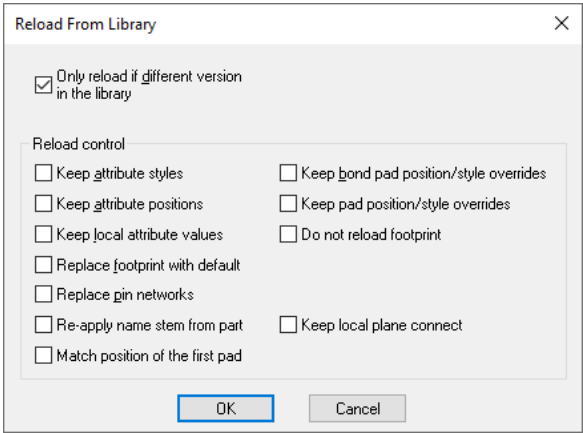 Reload From Library
Only reload if different version
in the library
Reload control
Keep attribute styles
Keep bond pad position/style overrides
Keep attribute positions
Keep pad position/style overrides
Keep local attribute values
Do not reload footprint
Replace footprint with default
Replace pin networks
Re-apply name stem from part
Keep local plane connect
Match position of the first pad
OK
Cancel